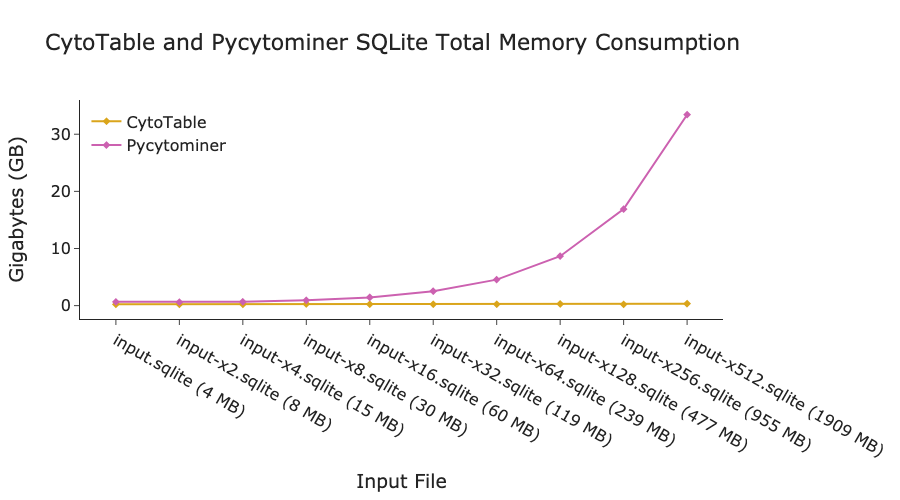 CytoTable and Pycytominer SQLite Total Memory Consumption
CytoTable
Pycytominer
Gigabytes (GB)
30
20
10
0
input.sqlite (4 MB)
input-x2.sqlite (8 MB)
input-x4.sqlite (15 MB)
input-x8.sqlite (30 MB)
input-x16.sqlite (60 MB)
input-x32.sqlite (119 MB)
input-x64.sqlite (239 MB)
input-x128.sqlite (477 MB)
input-x256.sqlite (955 MB)
input-x512.sqlite (1909 MB)
Input File